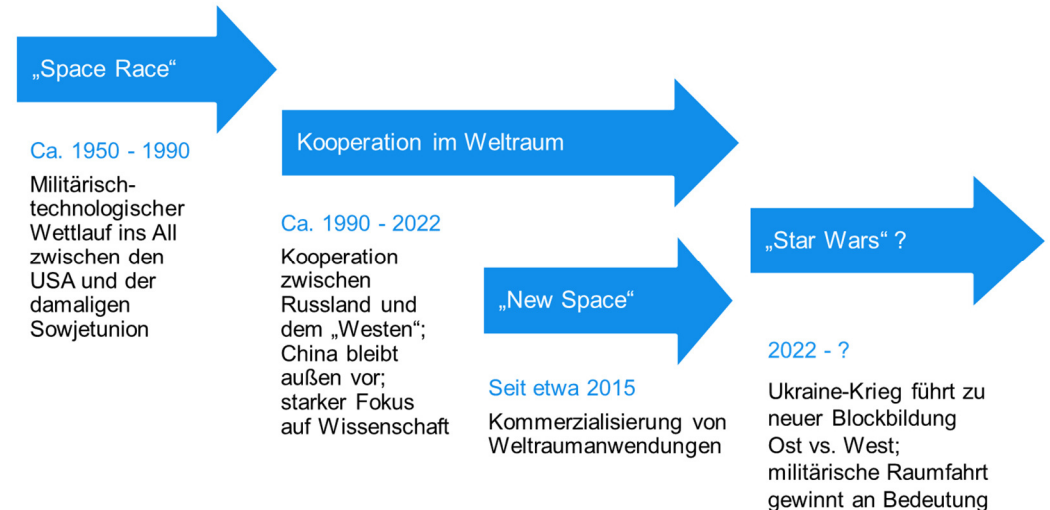 „Space Race“
Ca. 1950 - 1990
Militärisch-
technologischer
Wettlauf ins All
zwischen den
USA und der
damaligen
Sowjetunion
Kooperation im Weltraum
Ca. 1990 - 2022
Kooperation
zwischen
Russland und
dem „Westen“;
China bleibt
außen vor;
starker Fokus
auf Wissenschaft
„New Space“
Seit etwa 2015
Kommerzialisierung von
Weltraumanwendungen
„Star Wars“ ?
2022 - ?
Ukraine-Krieg führt zu
neuer Blockbildung
Ost vs. West;
militärische Raumfahrt
gewinnt an Bedeutung